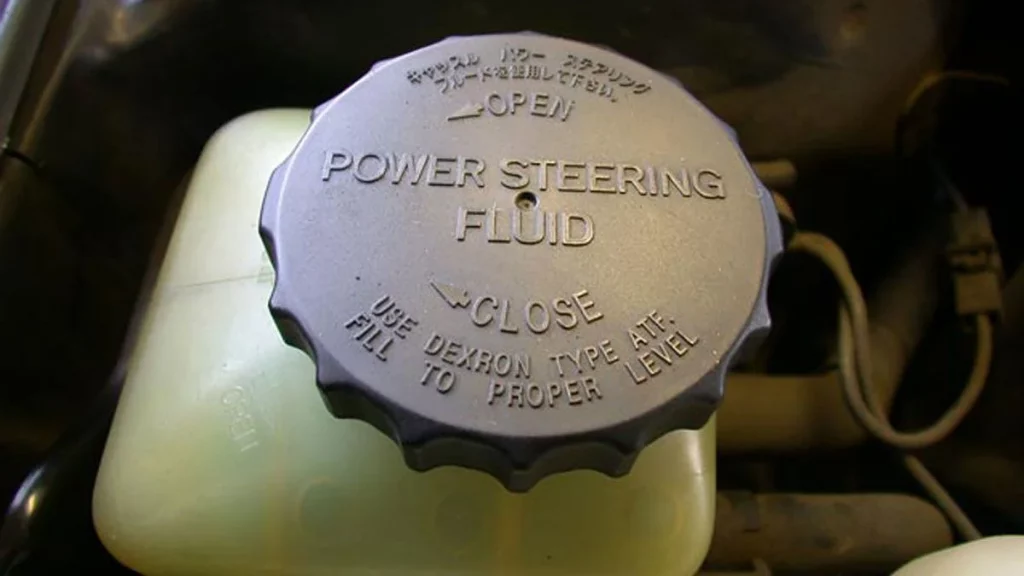 キャッスル パワー ステアリング
フルードを使用して下さい。
OPEN
POWER STEERING
FLUID
CLOSE
USE DEXRON TYPE ATF.
FILL TO PROPER LEVEL